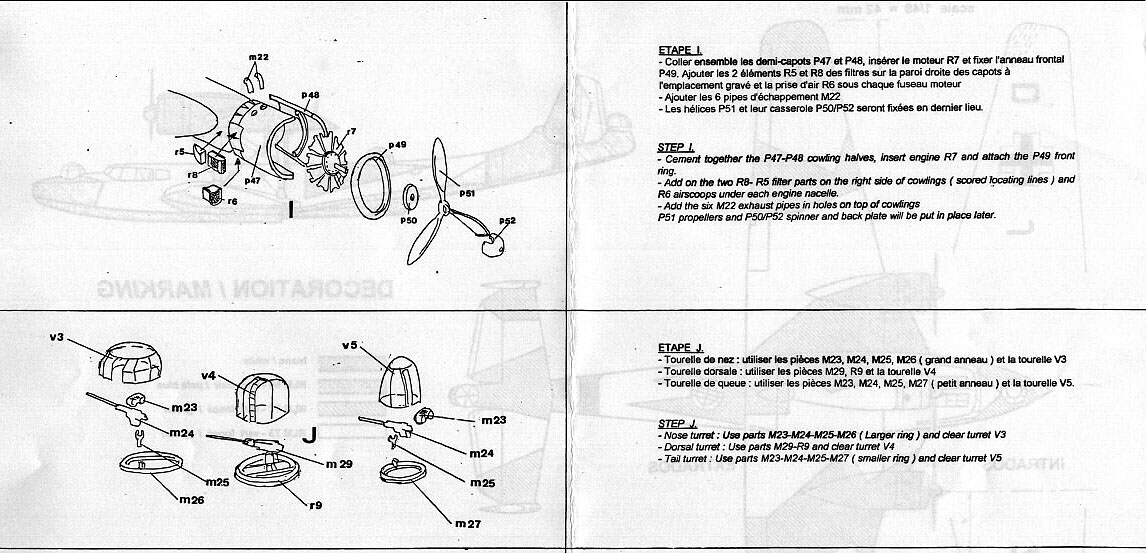 m22
p48
r7
p49
r5
r8
p47
r6
I
p50
p51
p52
ETAPE I.
- Coller ensemble les demi-capots P47 et P48, insérer le moteur R7 et fixer l'anneau frontal
P49. Ajouter les 2 éléments R5 et R8 des filtres sur la paroi droite des capots à
l'emplacement gravé et la prise d'air R6 sous chaque fuseau moteur
- Ajouter les 6 pipes d'échappement M22
- Les hélices P51 et leur casserole P50/P52 seront fixées en dernier lieu.
STEP I.
- Cement together the P47-P48 cowling halves, insert engine R7 and attach the P49 front
ring.
- Add on the two R8- R5 filter parts on the right side of cowlings ( scored locating lines ) and
R6 airscoops under each engine nacelle.
- Add the six M22 exhaust pipes in holes on top of cowlings
P51 propellers and P50/P52 spinner and back plate will be put in place later.
scale 1/48 = 42 mm
DECORATION / MARKING
v3
m23
m24
m25
m26
v4
J
m29
r9
v5
m23
m24
m25
m27
ETAPE J.
- Tourelle de nez : utiliser les pièces M23, M24, M25, M26 ( grand anneau ) et la tourelle V3
- Tourelle dorsale : utiliser les pièces M29, R9 et la tourelle V4
- Tourelle de queue : utiliser les pièces M23, M24, M25, M27 ( petit anneau ) et la tourelle V5.
STEP J.
- Nose turret : Use parts M23-M24-M25-M26 ( Larger ring ) and clear turret V3
- Dorsal turret : Use parts M29-R9 and clear turret V4
- Tail turret : Use parts M23-M24-M25-M27 ( smaller ring ) and clear turret V5
blanc / white
EXTRADOS
INTRADOS